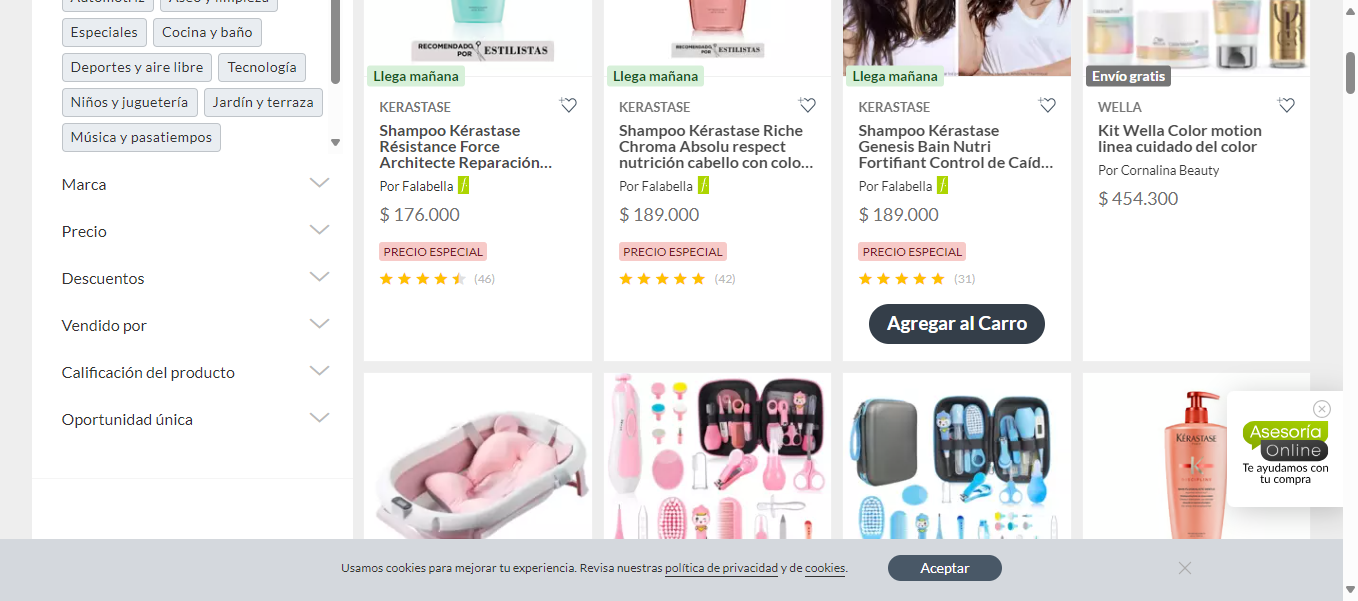 Automotriz
Aseo y limpieza
Especiales
Cocina y baño
Deportes y aire libre
Tecnología
Niños y juguetería
Jardín y terraza
Música y pasatiempos
Marca
Precio
Descuentos
Vendido por
Calificación del producto
Oportunidad única
RECOMENDADO POR ESTILISTAS
Llega mañana
KERASTASE
Shampoo Kérastase
Résistance Force
Architecte Reparación...
Por Falabella
$ 176.000
PRECIO ESPECIAL
(46)
RECOMENDADO POR ESTILISTAS
Llega mañana
KERASTASE
Shampoo Kérastase Riche
Chroma Absolu respect
nutrición cabello con colo...
Por Falabella
$ 189.000
PRECIO ESPECIAL
(42)
Llega mañana
KERASTASE
Shampoo Kérastase
Genesis Bain Nutri
Fortifiant Control de Caíd...
Por Falabella
$ 189.000
PRECIO ESPECIAL
(31)
Agregar al Carro
Envío gratis
WELLA
Kit Wella Color motion
linea cuidado del color
Por Cornalina Beauty
$ 454.300
KÉRASTASE
Asesoría
Online
Te ayudamos con
tu compra
Usamos cookies para mejorar tu experiencia. Revisa nuestras política de privacidad y de cookies.
Aceptar